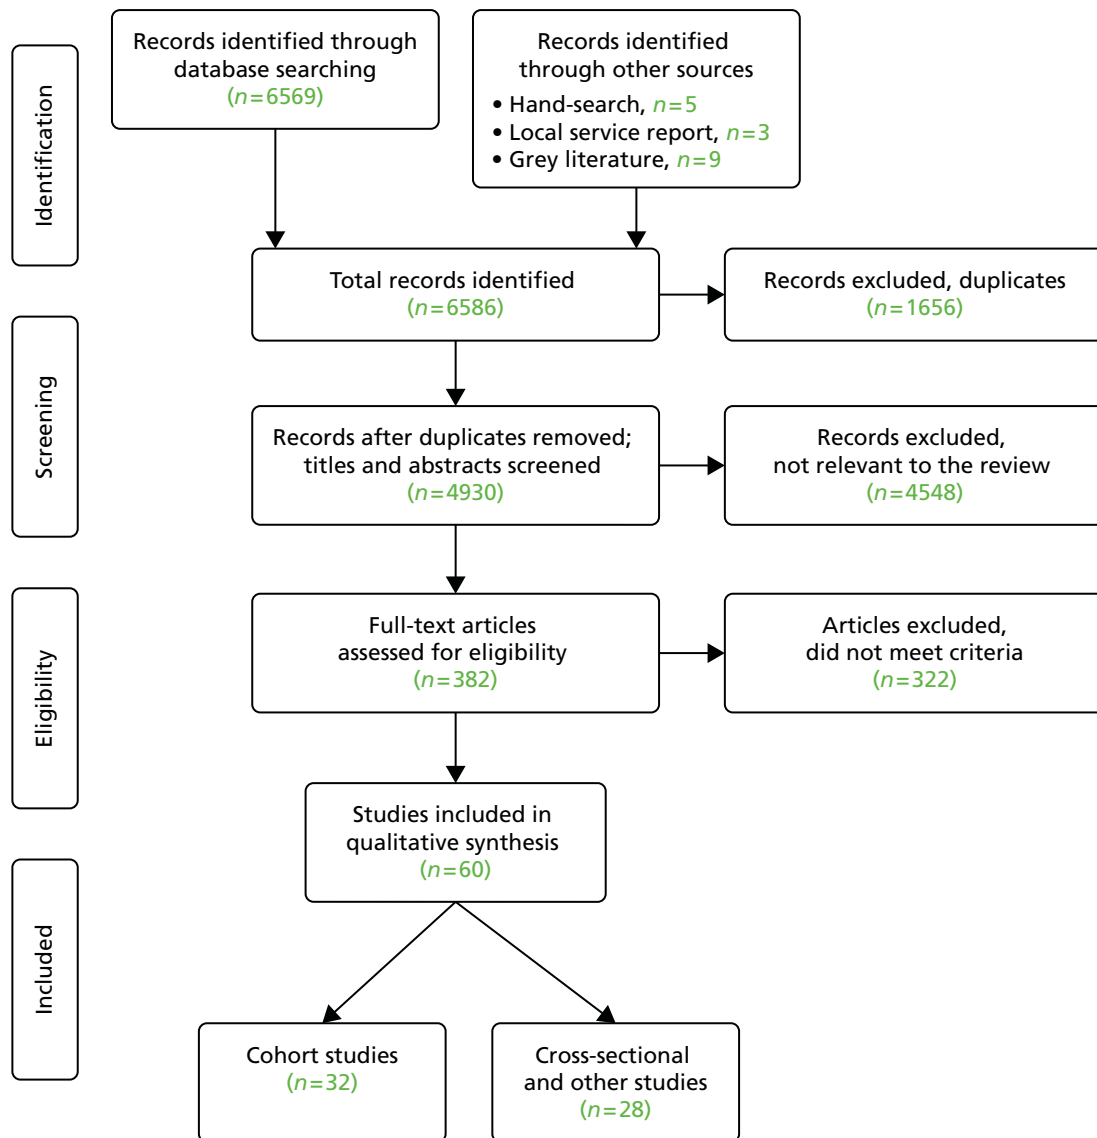 Identification
Records identified through
database searching
(n=6569)
Records identified
through other sources
• Hand-search, n=5
• Local service report, n=3
• Grey literature, n=9
Total records identified
(n=6586)
Records excluded, duplicates
(n=1656)
Screening
Records after duplicates removed;
titles and abstracts screened
(n=4930)
Records excluded,
not relevant to the review
(n=4548)
Eligibility
Full-text articles
assessed for eligibility
(n=382)
Articles excluded,
did not meet criteria
(n=322)
Studies included in
qualitative synthesis
(n=60)
Included
Cohort studies
(n=32)
Cross-sectional
and other studies
(n=28)